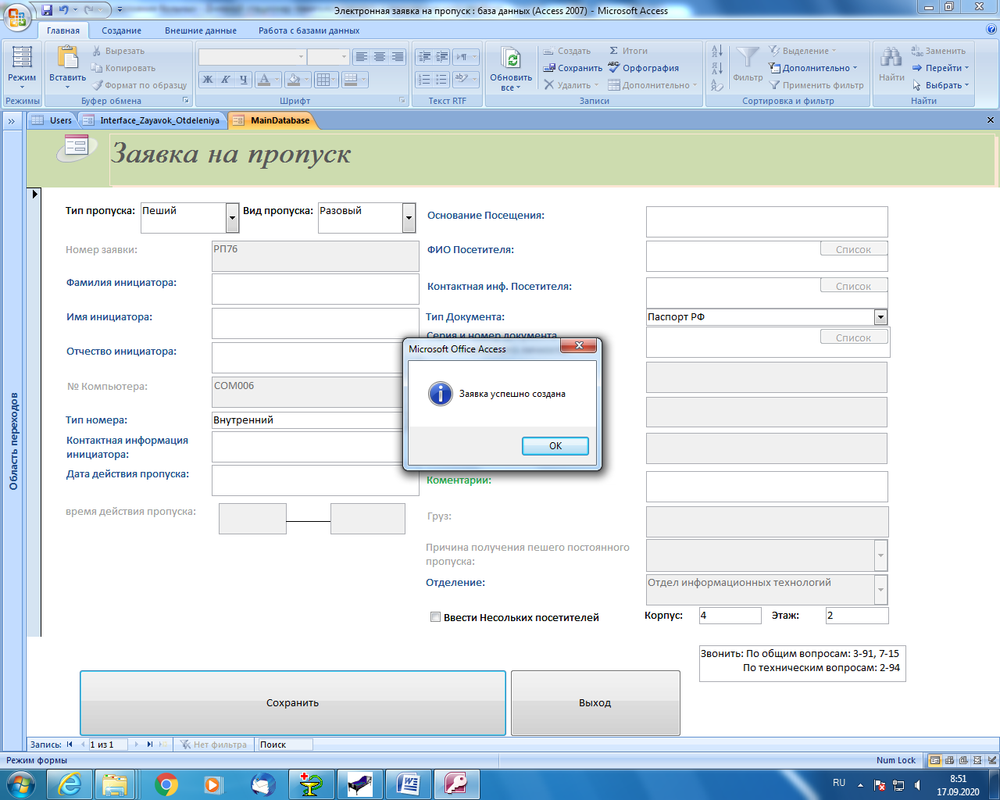 Электронная заявка на пропуск : база данных (Access 2007) - Microsoft Access
Главная Создание Внешние данные Работа с базами данных
Режим
Режимы
Вставить
Вырезать
Копировать
Формат по образцу
Буфер обмена
Ж К Ч
Шрифт
Текст RTF
Обновить все
Создать
Сохранить
Удалить
Итоги
Орфография
Дополнительно
Записи
Фильтр
Выделение
Дополнительно
Применить фильтр
Сортировка и фильтр
Найти
Заменить
Перейти
Выбрать
Найти
Users Interface_Zayavok_Otdeleniya MainDatabase
Область переходов
Заявка на пропуск
Тип пропуска: Пеший Вид пропуска: Разовый
Номер заявки: РП76
Фамилия инициатора:
Имя инициатора:
Отчество инициатора:
№ Компьютера: COM006
Тип номера: Внутренний
Контактная информация
инициатора:
Дата действия пропуска:
время действия пропуска:
Основание Посещения:
ФИО Посетителя: Список
Контактная инф. Посетителя: Список
Тип Документа: Паспорт РФ
Серия и номер документа
Список
Microsoft Office Access
Заявка успешно создана
OK
Коментарии:
Груз:
Причина получения пешего постоянного
пропуска:
Отделение: Отдел информационных технологий
Ввести Несольких посетителей
Корпус: 4 Этаж: 2
Звонить: По общим вопросам: 3-91, 7-15
По техническим вопросам: 2-94
Сохранить
Выход
Запись: 1 из 1 Нет фильтра Поиск
Режим формы
Num Lock
RU
8:51
17.09.2020